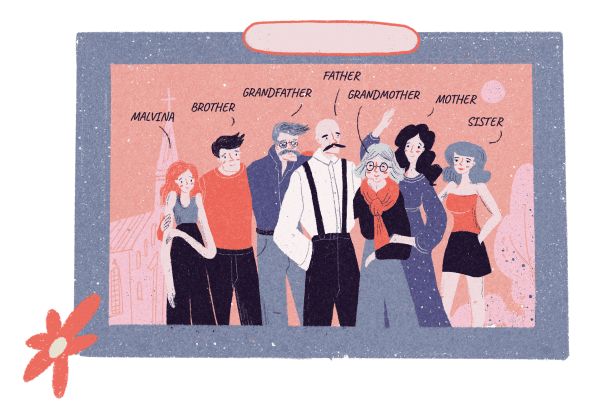 MALVINA
BROTHER
GRANDFATHER
FATHER
GRANDMOTHER
MOTHER
SISTER